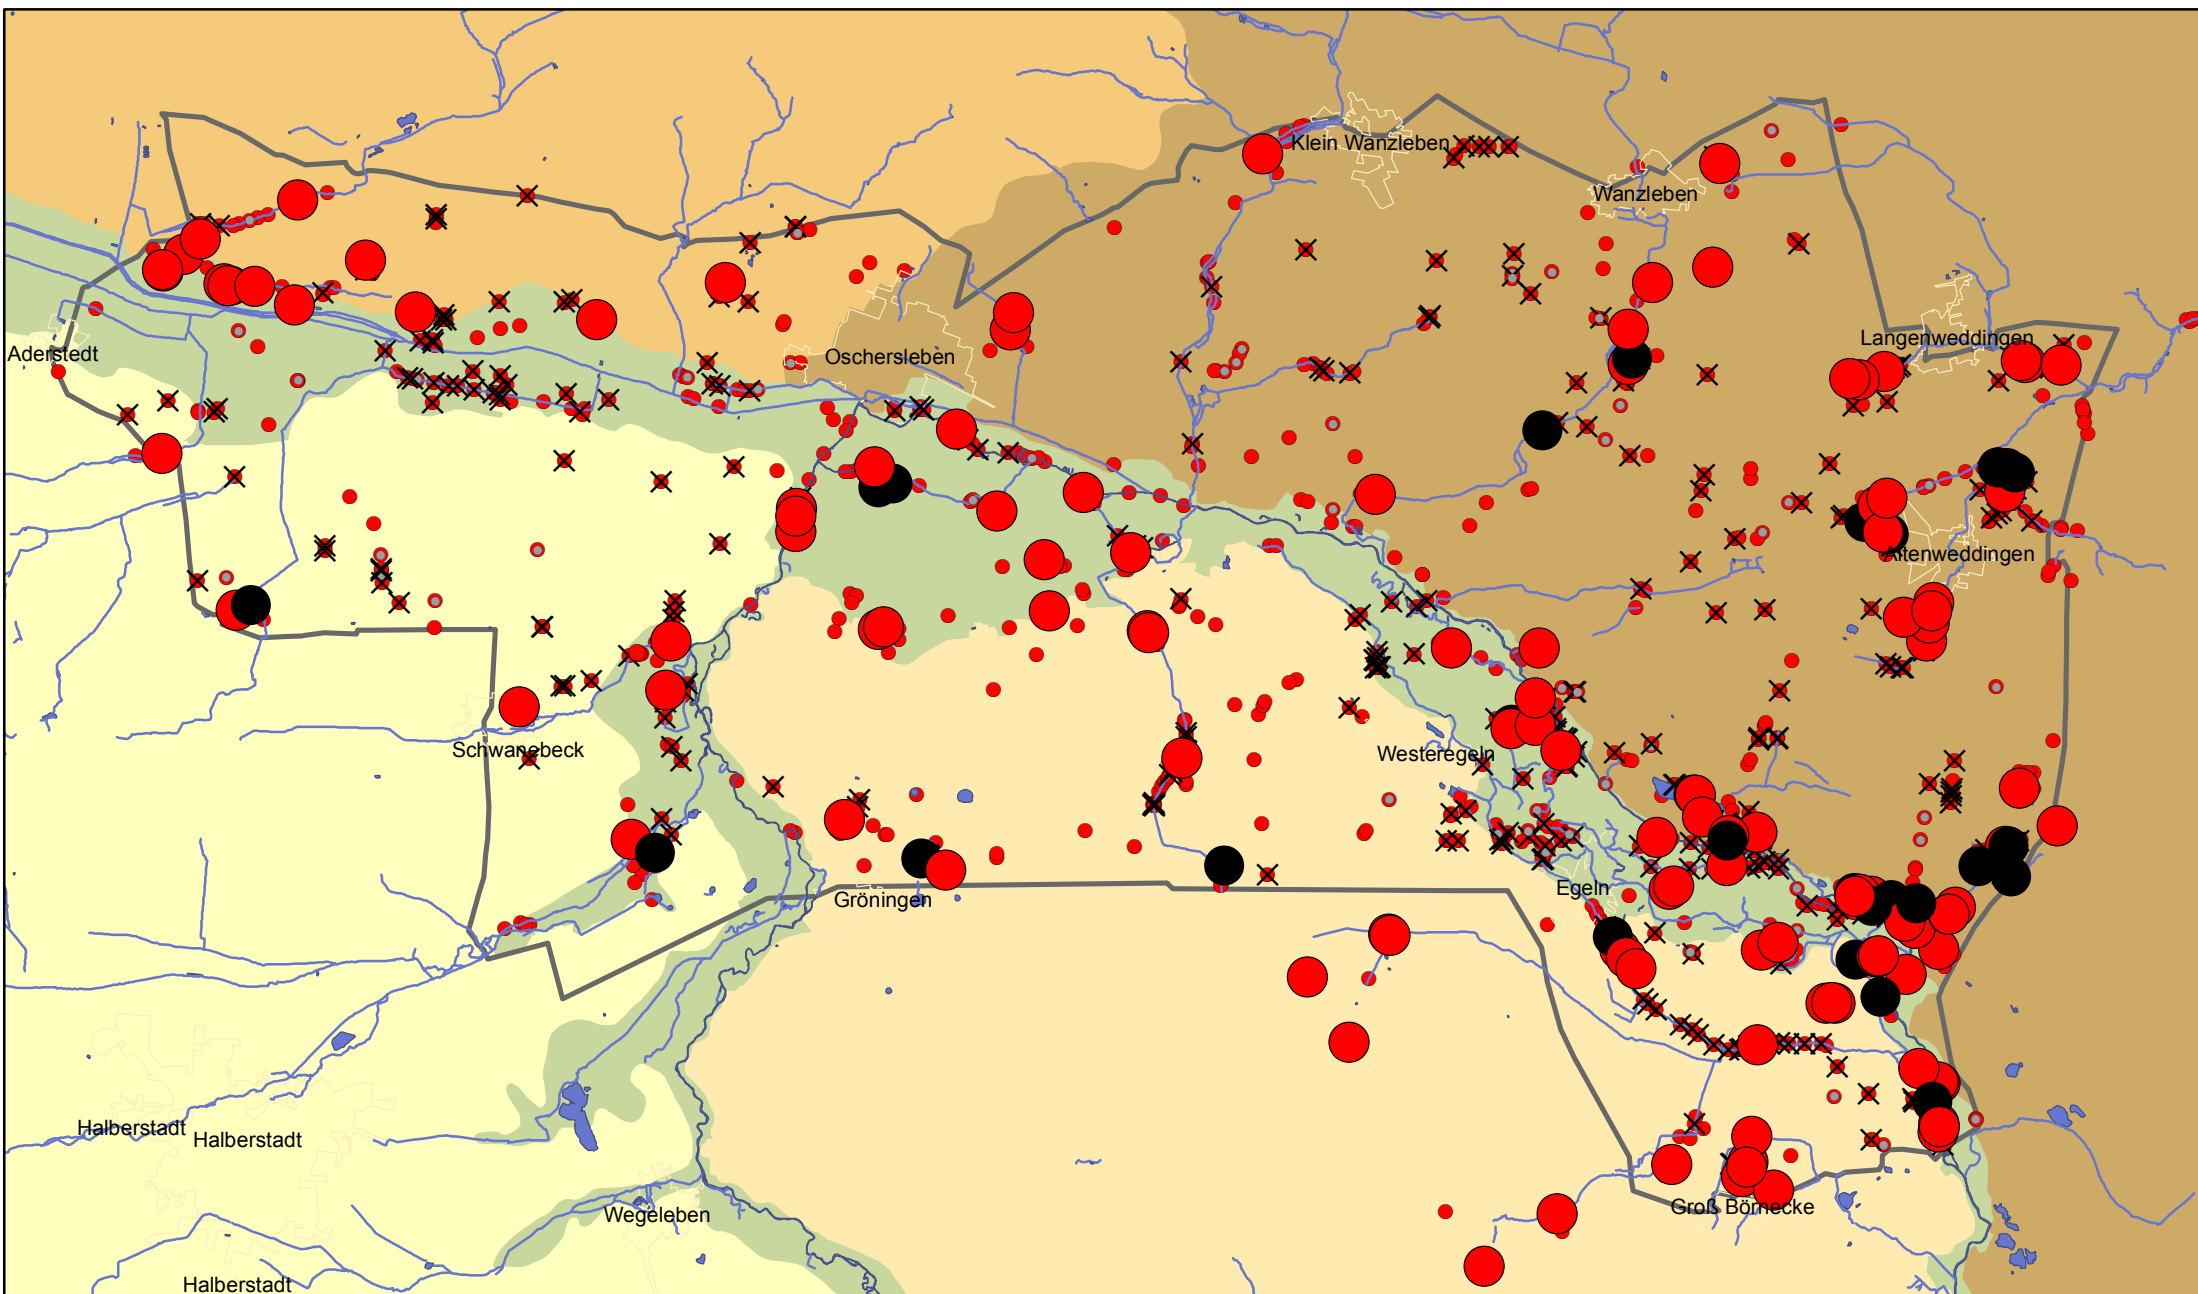 Klein Wanzleben
Wanzleben
Langenweddingen
Aderstedt
Oschersleben
Altenweddingen
Schwanebeck
Westeregeln
Egeln
Gröningen
Halberstadt
Halberstadt
Groß Börnecke
Wegeleben
Halberstadt